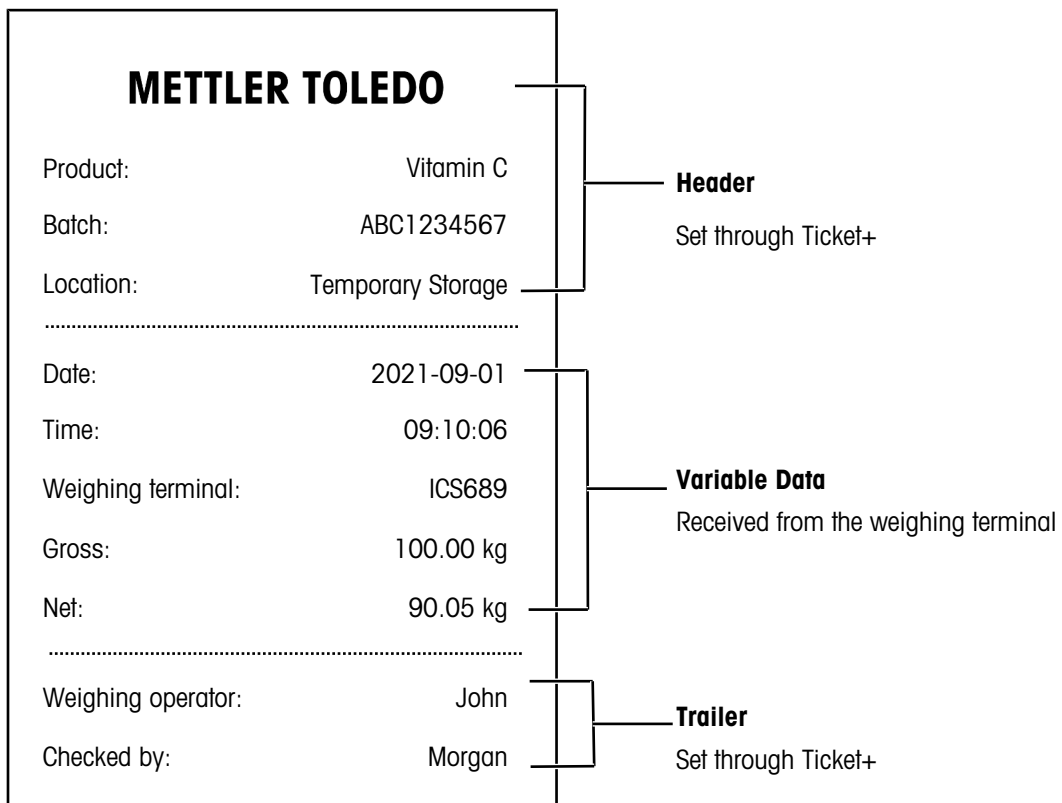 METTLER TOLEDO
Product: Vitamin C
Batch: ABC1234567
Location: Temporary Storage
Header
Set through Ticket+
Date: 2021-09-01
Time: 09:10:06
Weighing terminal: ICS689
Gross: 100.00 kg
Net: 90.05 kg
Variable Data
Received from the weighing terminal
Weighing operator: John
Checked by: Morgan
Trailer
Set through Ticket+